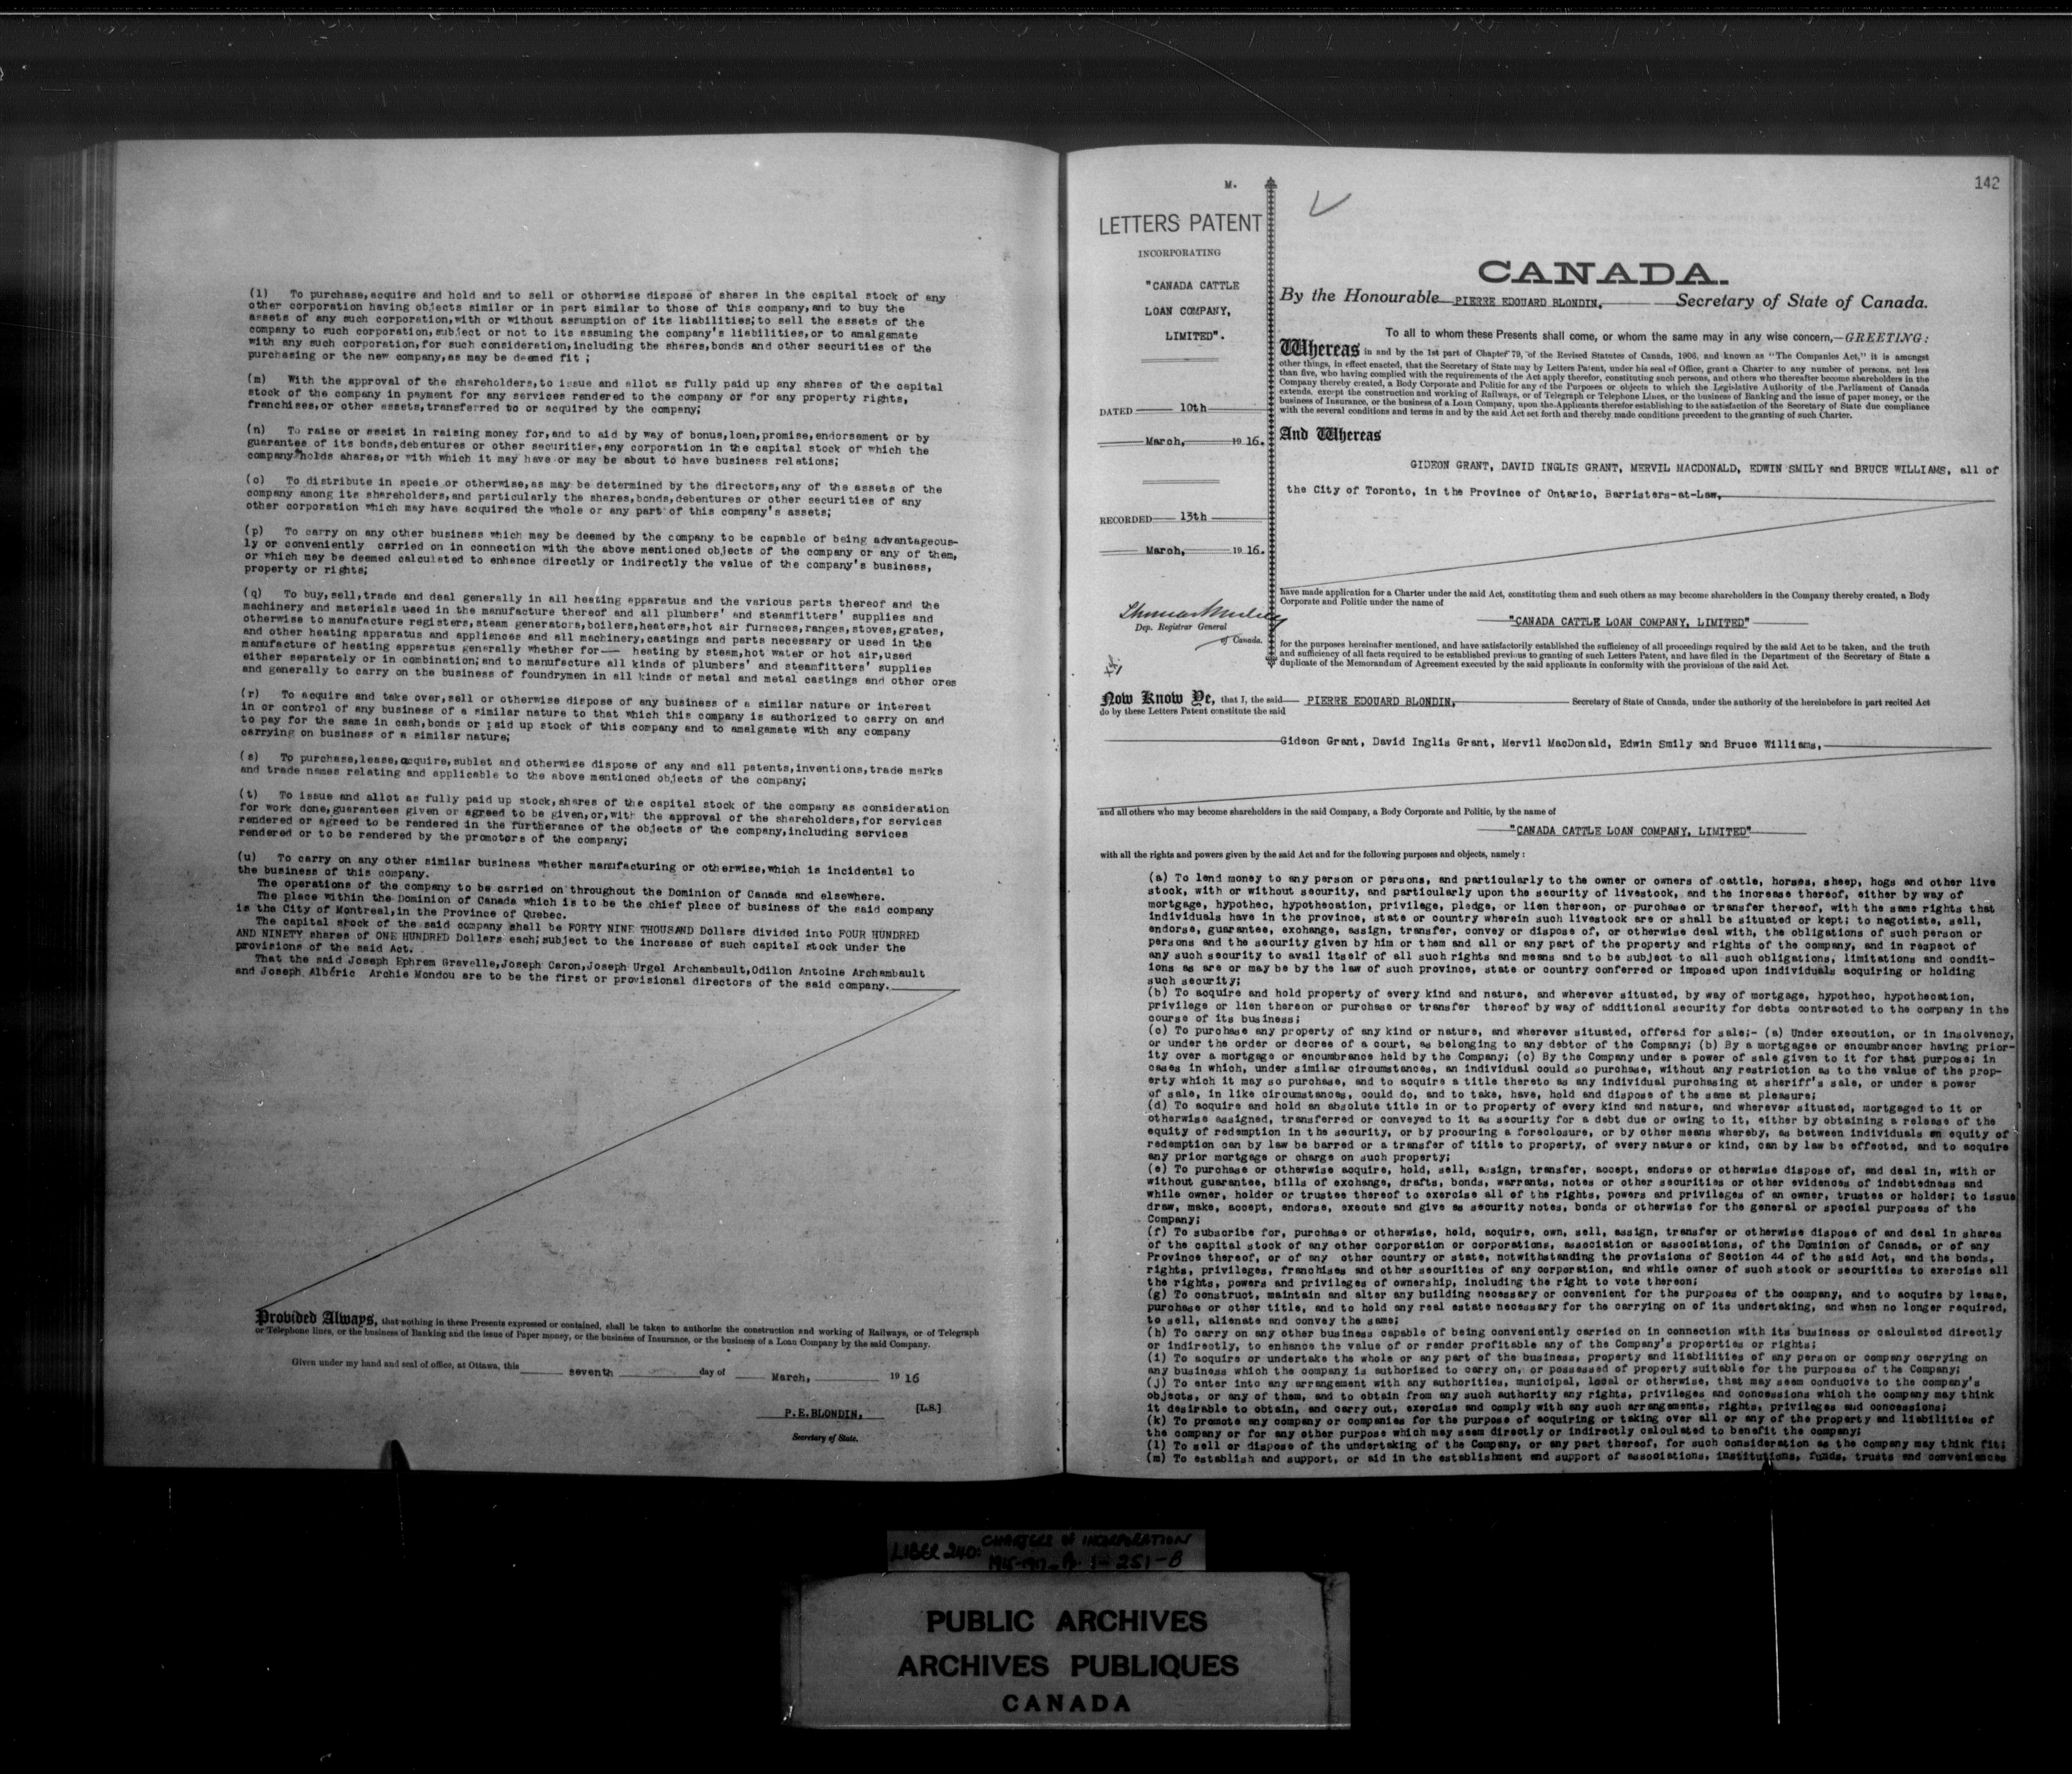 (l) To purchase,acquire and hold and to sell or otherwise dispose of shares in the capital stock of any
other corporation having objects similar or in part similar to those of this company,and to buy the
assets of any such corporation,with or without assumption of its liabilities;to sell the assets of the
company to such corporation,subject or not to its assuming the company's liabilities,or to amalgamate
with any such corporation,for such consideration,including the shares,bonds and other securities of the
purchasing or the new company,as may be deemed fit ;
(m) With the approval of the shareholders,to issue and allot as fully paid up any shares of the capital
stock of the company in payment for any services rendered to the company or for any property rights,
franchises,or other assets,transferred to or acquired by the company;
(n) To raise or assist in raising money for,and to aid by way of bonus,loan,promise,endorsement or by
guarantee of its bonds,debentures or other securities,any corporation in the capital stock of which the
company holds shares,or with which it may have or may be about to have business relations;
(o) To distribute in specie or otherwise,as may be determined by the directors,any of the assets of the
company among its shareholders,and particularly the shares,bonds,debentures or other securities of any
other corporation which may have acquired the whole or any part of this company's assets;
(p) To carry on any other business which may be deemed by the company to be capable of being advantageous-
ly or conveniently carried on in connection with the above mentioned objects of the company or any of them,
or which may be deemed calculated to enhance directly or indirectly the value of the company's business,
property or rights;
(q) To buy,sell,trade and deal generally in all heating apparatus and the various parts thereof and the
machinery and materials used in the manufacture thereof and all plumbers' and steamfitters' supplies and
otherwise to manufacture registers,steam generators,boilers,heaters,hot air furnaces,ranges,stoves,grates,
and other heating apparatus and appliences and all machinery,castings and parts necessary or used in the
manufacture of heating apparatus generally whether for— heating by steam,hot water or hot air,used
either separately or in combination;and to manufacture all kinds of plumbers' and steamfitters' supplies
and generally to carry on the business of foundrymen in all kinds of metal and metal castings and other ores
(r) To acquire and take over,sell or otherwise dispose of any business of a similar nature or interest
in or control of any business of a similar nature to that which this company is authorized to carry on and
to pay for the same in cash,bonds or paid up stock of this company and to amalgamate with any company
carrying on business of a similar nature;
(s) To purchase,lease,acquire,sublet and otherwise dispose of any and all patents,inventions,trade marks
and trade names relating and applicable to the above mentioned objects of the company;
(t) To issue and allot as fully paid up stock,shares of the capital stock of the company as consideration
for work done,guarantees given or agreed to be given,or,with the approval of the shareholders,for services
rendered or agreed to be rendered in the furtherance of the objects of the company,including services
rendered or to be rendered by the promoters of the company;
(u) To carry on any other similar business whether manufacturing or otherwise,which is incidental to
the business of this company.
The operations of the company to be carried on throughout the Dominion of Canada and elsewhere.
The place within the Dominion of Canada which is to be the chief place of business of the said company
is the City of Montreal,in the Province of Quebec.
The capital stock of the said company shall be FORTY NINE THOUSAND Dollars divided into FOUR HUNDRED
AND NINETY shares of ONE HUNDRED Dollars each;subject to the increase of such capital stock under the
provisions of the said Act.
That the said Joseph Ephrem Gravelle,Joseph Caron,Joseph Urgel Archambault,Odilon Antoine Archambault
and Joseph Albéric Archie Mondou are to be the first or provisional directors of the said company.
Provided Always, that nothing in these Presents expressed or contained, shall be taken to authorise the construction and working of Railways, or of Telegraph
or Telephone lines, or the business of Banking and the issue of Paper money, or the business of Insurance, or the business of a Loan Company by the said Company.
Given under my hand and seal of office, at Ottawa, this seventh day of March, 1916
P.E.BLONDIN, [L.S.]
Secretary of State.
M.
142
LETTERS PATENT
INCORPORATING
"CANADA CATTLE
LOAN COMPANY,
LIMITED".
DATED 10th
March, 1916.
RECORDED 13th
March, 1916.
Dep. Registrar General
of Canada.
CANADA.
By the Honourable PIERRE EDOUARD BLONDIN, Secretary of State of Canada.
To all to whom these Presents shall come, or whom the same may in any wise concern,—GREETING:
Whereas in and by the 1st part of Chapter 79, of the Revised Statutes of Canada, 1906, and known as "The Companies Act," it is amongst
other things, in effect enacted, that the Secretary of State may by Letters Patent, under his seal of Office, grant a Charter to any number of persons, not less
than five, who having complied with the requirements of the Act apply therefor, constituting such persons, and others who thereafter become shareholders in the
Company thereby created, a Body Corporate and Politic for any of the Purposes or objects to which the Legislative Authority of the Parliament of Canada
extends, except the construction and working of Railways, or of Telegraph or Telephone Lines, or the business of Banking and the issue of paper money, or the
business of Insurance, or the business of a Loan Company, upon the Applicants therefor establishing to the satisfaction of the Secretary of State due compliance
with the several conditions and terms in and by the said Act set forth and thereby made conditions precedent to the granting of such Charter.
And Whereas
GIDEON GRANT, DAVID INGLIS GRANT, MERVIL MACDONALD, EDWIN SMILY and BRUCE WILLIAMS, all of
the City of Toronto, in the Province of Ontario, Barristers-at-Law,
have made application for a Charter under the said Act, constituting them and such others as may become shareholders in the Company thereby created, a Body
Corporate and Politic under the name of
"CANADA CATTLE LOAN COMPANY, LIMITED"
for the purposes hereinafter mentioned, and have satisfactorily established the sufficiency of all proceedings required by the said Act to be taken, and the truth
and sufficiency of all facts required to be established previous to granting of such Letters Patent, and have filed in the Department of the Secretary of State a
duplicate of the Memorandum of Agreement executed by the said applicants in conformity with the provisions of the said Act.
Now Know Ye, that I, the said PIERRE EDOUARD BLONDIN, Secretary of State of Canada, under the authority of the hereinbefore in part recited Act
do by these Letters Patent constitute the said
Gideon Grant, David Inglis Grant, Mervil MacDonald, Edwin Smily and Bruce Williams,
and all others who may become shareholders in the said Company, a Body Corporate and Politic, by the name of
"CANADA CATTLE LOAN COMPANY, LIMITED"
with all the rights and powers given by the said Act and for the following purposes and objects, namely :
(a) To lend money to any person or persons, and particularly to the owner or owners of cattle, horses, sheep, hogs and other live
stock, with or without security, and particularly upon the security of livestock, and the increase thereof, either by way of
mortgage, hypothec, hypothecation, privilege, pledge, or lien thereon, or purchase or transfer thereof, with the same rights that
individuals have in the province, state or country wherein such livestock are or shall be situated or kept; to negotiate, sell,
endorse, guarantee, exchange, assign, transfer, convey or dispose of, or otherwise deal with, the obligations of such person or
persons and the security given by him or them and all or any part of the property and rights of the company, and in respect of
any such security to avail itself of all such rights and means and to be subject to all such obligations, limitations and condit-
ions as are or may be by the law of such province, state or country conferred or imposed upon individuals acquiring or holding
such security;
(b) To acquire and hold property of every kind and nature, and wherever situated, by way of mortgage, hypothec, hypothecation,
privilege or lien thereon or purchase or transfer thereof by way of additional security for debts contracted to the company in the
course of its business;
(c) To purchase any property of any kind or nature, and wherever situated, offered for sale;- (a) Under execution, or in insolvency,
or under the order or decree of a court, as belonging to any debtor of the Company; (b) By a mortgagee or encumbrancer having prior-
ity over a mortgage or encumbrance held by the Company; (c) By the Company under a power of sale given to it for that purpose; in
cases in which, under similar circumstances, an individual could so purchase, without any restriction as to the value of the prop-
erty which it may so purchase, and to acquire a title thereto as any individual purchasing at sheriff's sale, or under a power
of sale, in like circumstances, could do, and to take, have, hold and dispose of the same at pleasure;
(d) To acquire and hold an absolute title in or to property of every kind and nature, and wherever situated, mortgaged to it or
otherwise assigned, transferred or conveyed to it as security for a debt due or owing to it, either by obtaining a release of the
equity of redemption in the security, or by procuring a foreclosure, or by other means whereby, as between individuals an equity of
redemption can by law be barred or a transfer of title to property, of every nature or kind, can by law be effected, and to acquire
any prior mortgage or charge on such property;
(e) To purchase or otherwise acquire, hold, sell, assign, transfer, accept, endorse or otherwise dispose of, and deal in, with or
without guarantee, bills of exchange, drafts, bonds, warrants, notes or other securities or other evidences of indebtedness and
while owner, holder or trustee thereof to exercise all of the rights, powers and privileges of an owner, trustee or holder; to issue
draw, make, accept, endorse, execute and give as security notes, bonds or otherwise for the general or special purposes of the
Company;
(f) To subscribe for, purchase or otherwise, hold, acquire, own, sell, assign, transfer or otherwise dispose of and deal in shares
of the capital stock of any other corporation or corporations, association or associations, of the Dominion of Canada, or of any
Province thereof, or of any other country or state, notwithstanding the provisions of Section 44 of the said Act, and the bonds,
rights, privileges, franchises and other securities of any corporation, and while owner of such stock or securities to exercise all
the rights, powers and privileges of ownership, including the right to vote thereon;
(g) To construct, maintain and alter any building necessary or convenient for the purposes of the company, and to acquire by lease,
purchase or other title, and to hold any real estate necessary for the carrying on of its undertaking, and when no longer required,
to sell, alienate and convey the same;
(h) To carry on any other business capable of being conveniently carried on in connection with its business or calculated directly
or indirectly, to enhance the value of or render profitable any of the Company's properties or rights;
(i) To acquire or undertake the whole or any part of the business, property and liabilities of any person or company carrying on
any business which the company is authorized to carry on, or possessed of property suitable for the purposes of the Company;
(j) To enter into any arrangement with any authorities, municipal, local or otherwise, that may seem conducive to the company's
objects, or any of them, and to obtain from any such authority any rights, privileges and concessions which the company may think
it desirable to obtain, and carry out, exercise and comply with any such arrangements, rights, privileges and concessions;
(k) To promote any company or companies for the purpose of acquiring or taking over all or any of the property and liabilities of
the company or for any other purpose which may seem directly or indirectly calculated to benefit the company;
(l) To sell or dispose of the undertaking of the Company, or any part thereof, for such consideration as the company may think fit;
(m) To establish and support, or aid in the establishment and support of associations, institutions, funds, trusts and conveniences
LIBER 240: CHARTERS OF INCORPORATION
1915-1917 - Pp 1-251-B
PUBLIC ARCHIVES
ARCHIVES PUBLIQUES
CANADA